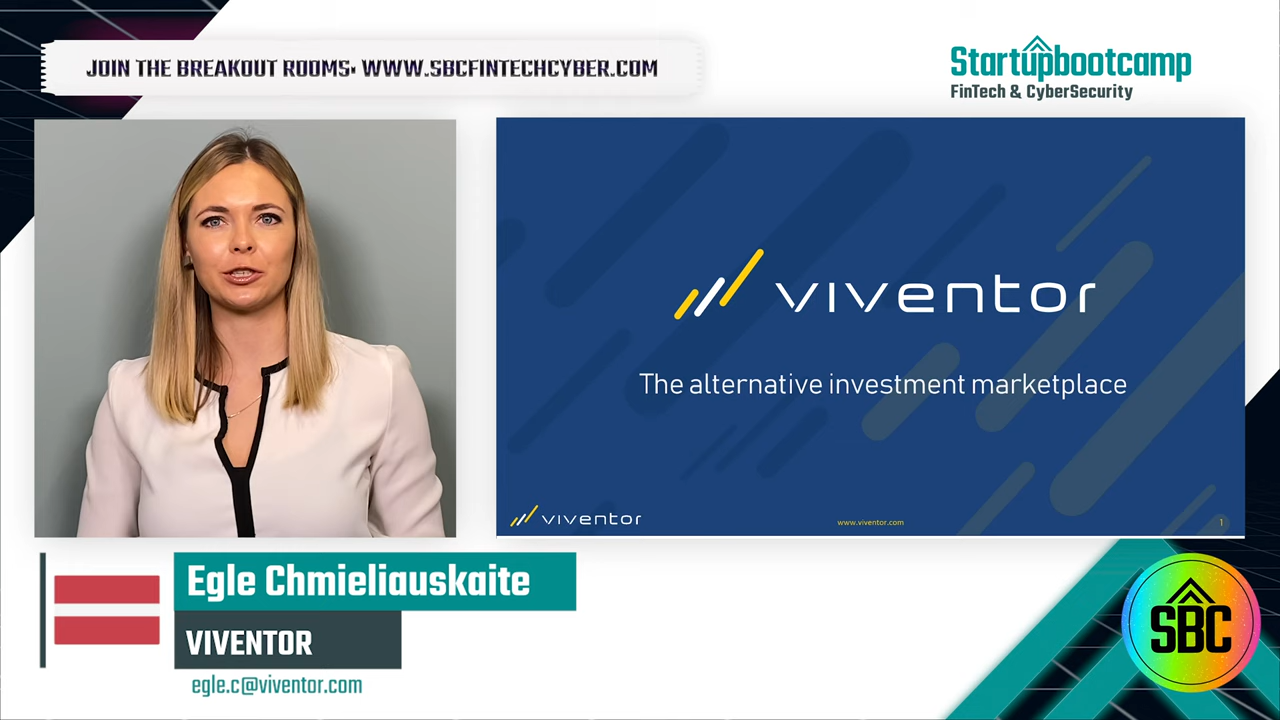 JOIN THE BREAKOUT ROOMS: WWW.SBCFINTECHCYBER.COM
Startupbootcamp
FinTech & CyberSecurity
viventor
The alternative investment marketplace
viventor
www.viventor.com
1
Egle Chmieliauskaite
VIVENTOR
egle.c@viventor.com
SBC